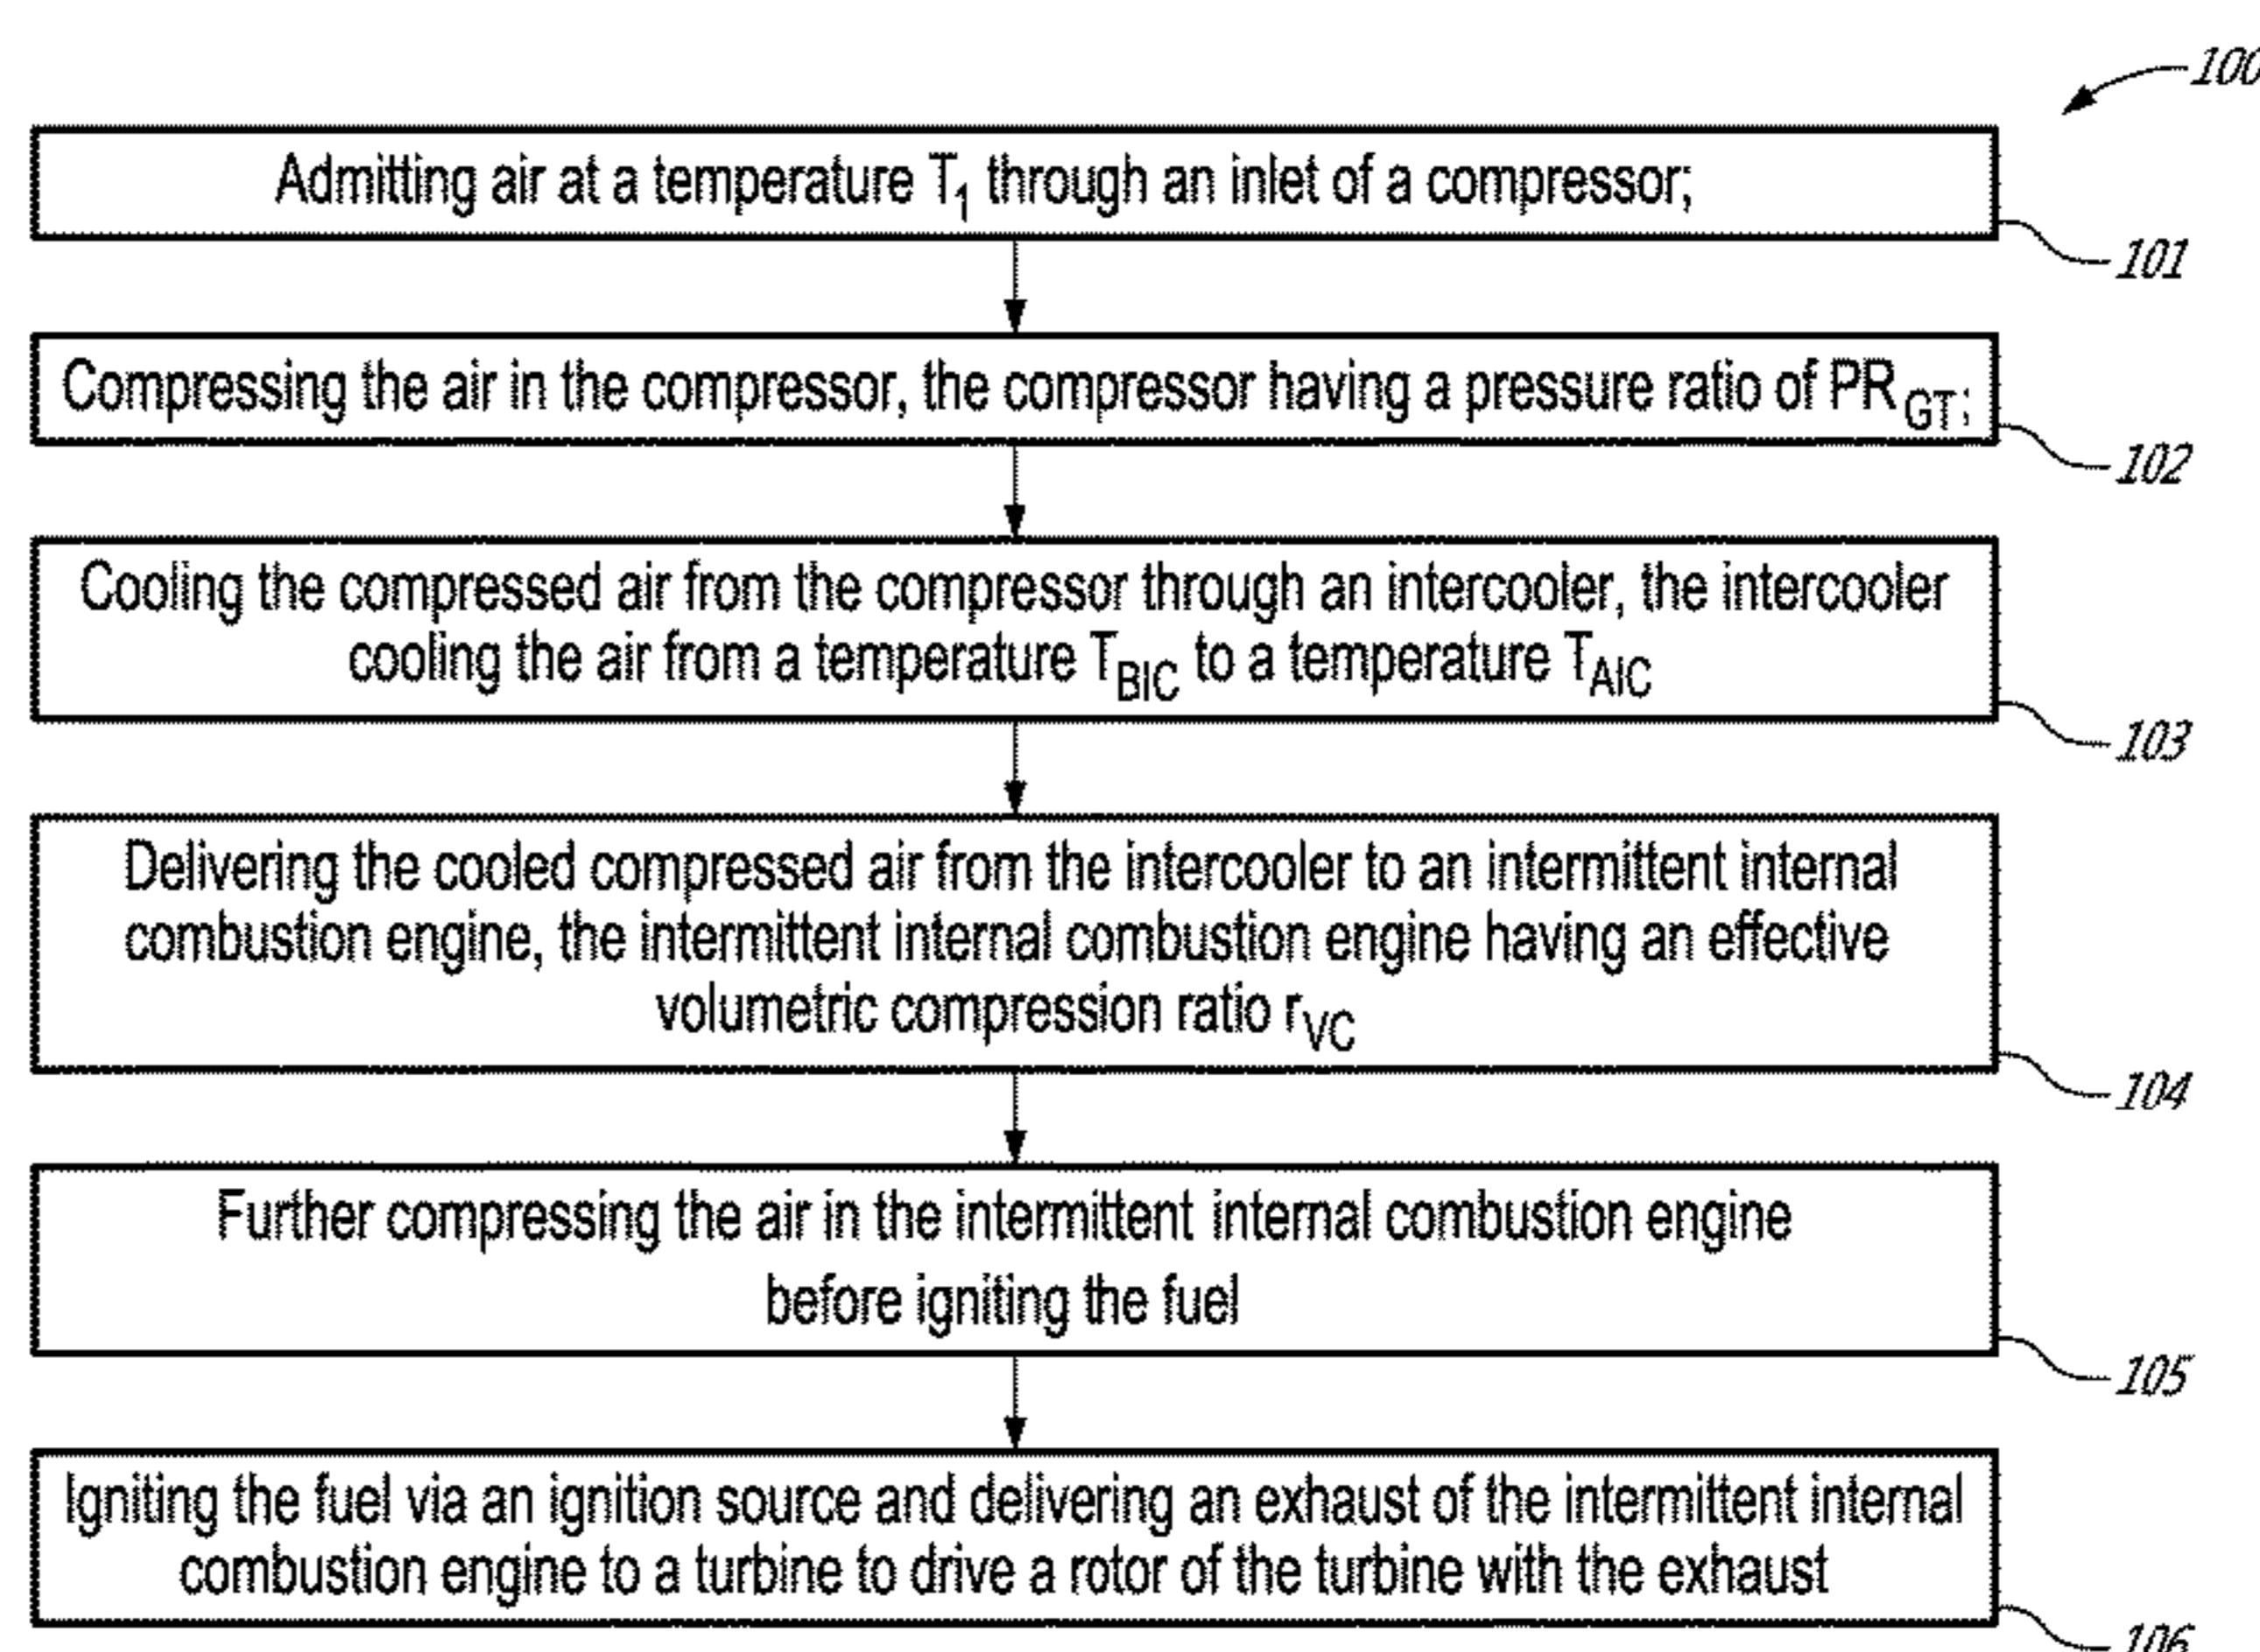 100
Admitting air at a temperature T1 through an inlet of a compressor;
101
Compressing the air in the compressor, the compressor having a pressure ratio of PRGT;
102
Cooling the compressed air from the compressor through an intercooler, the intercooler
cooling the air from a temperature TBIC to a temperature TAIC
103
Delivering the cooled compressed air from the intercooler to an intermittent internal
combustion engine, the intermittent internal combustion engine having an effective
volumetric compression ratio rVC
104
Further compressing the air in the intermittent internal combustion engine
before igniting the fuel
105
Igniting the fuel via an ignition source and delivering an exhaust of the intermittent internal
combustion engine to a turbine to drive a rotor of the turbine with the exhaust
106